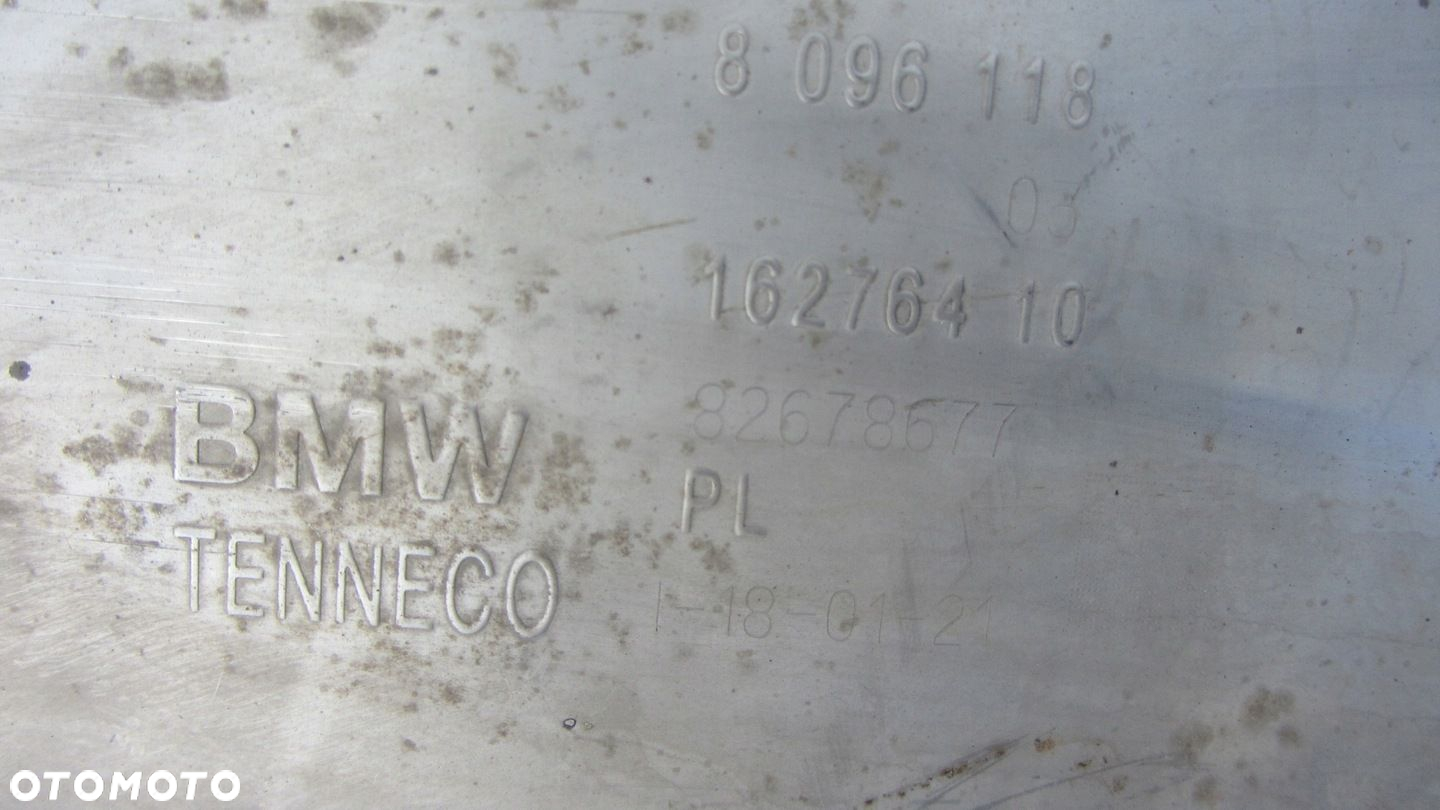 8 096 118
03
162764 10
82678677
BMW
PL
TENNECO
1-18-01-21
OTOMOTO